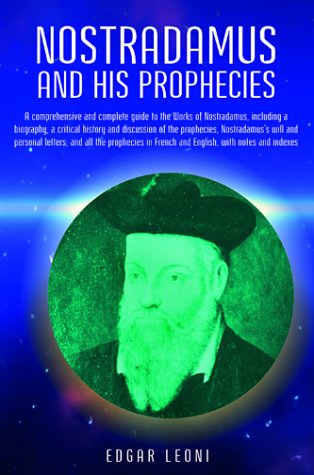 NOSTRADAMUS
AND HIS PROPHECIES
A comprehensive and complete guide to the Works of Nostradamus, including a
biography, a critical history and discussion of the prophecies, Nostradamus's will and
personal letters, and all the prophecies in French and English, with notes and indexes
EDGAR LEONI